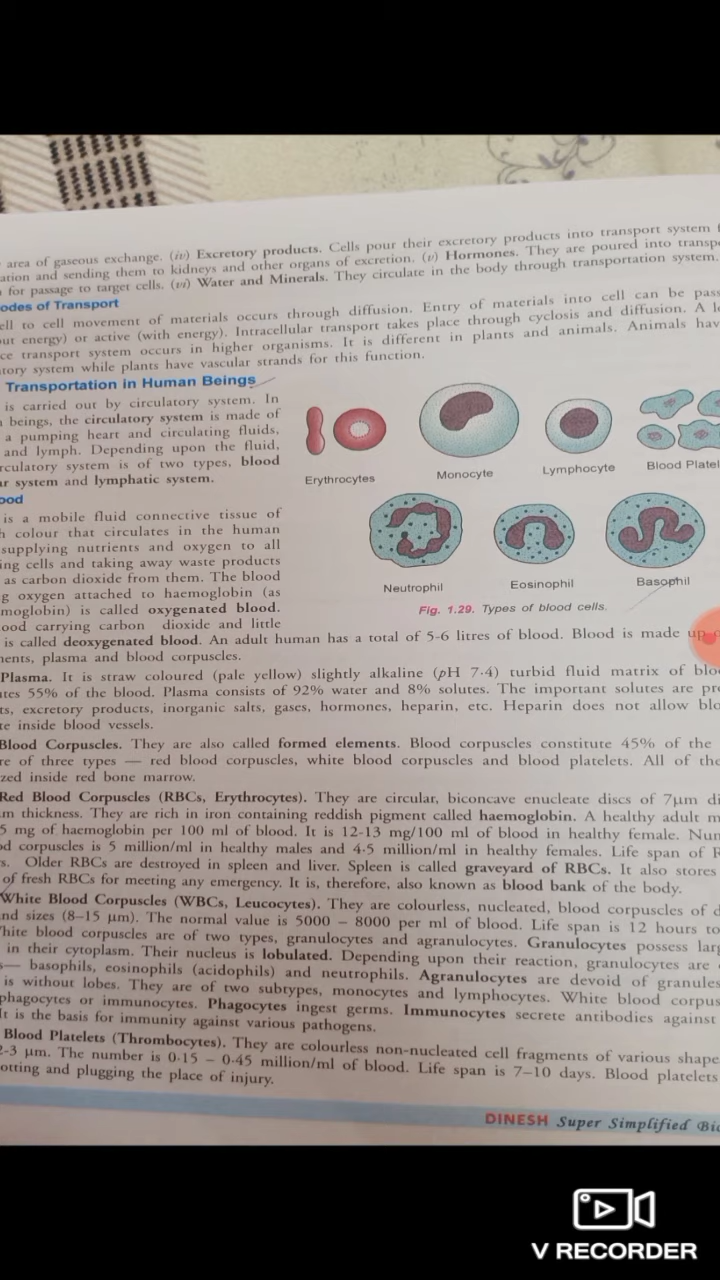 area of gaseous exchange. (iv) Excretory products. Cells pour their excretory products into transport system
ation and sending them to kidneys and other organs of excretion. (v) Hormones. They are poured into transp
for passage to target cells. (vi) Water and Minerals. They circulate in the body through transportation system.
odes of Transport
ell to cell movement of materials occurs through diffusion. Entry of materials into cell can be pass
out energy) or active (with energy). Intracellular transport takes place through cyclosis and diffusion. A
ce transport system occurs in higher organisms. It is different in plants and animals. Animals hav
tory system while plants have vascular strands for this function.
Transportation in Human Beings
is carried out by circulatory system. In
beings, the circulatory system is made of
a pumping heart and circulating fluids,
and lymph. Depending upon the fluid,
rculatory system is of two types, blood
ar system and lymphatic system.
Erythrocytes
Monocyte
Lymphocyte
Blood Platel
Neutrophil
Eosinophil
Basophil
Fig. 1.29. Types of blood cells.
ood
is a mobile fluid connective tissue of
h colour that circulates in the human
supplying nutrients and oxygen to all
ing cells and taking away waste products
as carbon dioxide from them. The blood
g oxygen attached to haemoglobin (as
moglobin) is called oxygenated blood.
ood carrying carbon dioxide and little
is called deoxygenated blood. An adult human has a total of 5-6 litres of blood. Blood is made up
nents, plasma and blood corpuscles.
Plasma. It is straw coloured (pale yellow) slightly alkaline (pH 7·4) turbid fluid matrix of bloo
utes 55% of the blood. Plasma consists of 92% water and 8% solutes. The important solutes are pro
ts, excretory products, inorganic salts, gases, hormones, heparin, etc. Heparin does not allow blo
te inside blood vessels.
Blood Corpuscles. They are also called formed elements. Blood corpuscles constitute 45% of the
re of three types — red blood corpuscles, white blood corpuscles and blood platelets. All of the
zed inside red bone marrow.
Red Blood Corpuscles (RBCs, Erythrocytes). They are circular, biconcave enucleate discs of 7µm di
m thickness. They are rich in iron containing reddish pigment called haemoglobin. A healthy adult m
5 mg of haemoglobin per 100 ml of blood. It is 12-13 mg/100 ml of blood in healthy female. Num
od corpuscles is 5 million/ml in healthy males and 4·5 million/ml in healthy females. Life span of R
s. Older RBCs are destroyed in spleen and liver. Spleen is called graveyard of RBCs. It also stores
of fresh RBCs for meeting any emergency. It is, therefore, also known as blood bank of the body.
White Blood Corpuscles (WBCs, Leucocytes). They are colourless, nucleated, blood corpuscles of d
nd sizes (8–15 µm). The normal value is 5000 – 8000 per ml of blood. Life span is 12 hours to
hite blood corpuscles are of two types, granulocytes and agranulocytes. Granulocytes possess larg
in their cytoplasm. Their nucleus is lobulated. Depending upon their reaction, granulocytes are
s— basophils, eosinophils (acidophils) and neutrophils. Agranulocytes are devoid of granules
is without lobes. They are of two subtypes, monocytes and lymphocytes. White blood corpus
phagocytes or immunocytes. Phagocytes ingest germs. Immunocytes secrete antibodies against
It is the basis for immunity against various pathogens.
Blood Platelets (Thrombocytes). They are colourless non-nucleated cell fragments of various shape
2-3 µm. The number is 0·15 – 0·45 million/ml of blood. Life span is 7–10 days. Blood platelets
otting and plugging the place of injury.
DINESH Super Simplified Bio
V RECORDER